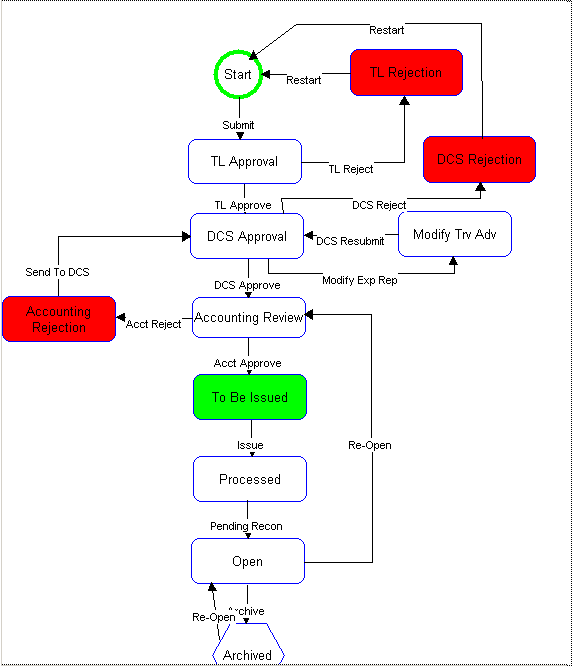 Restart
Start
Restart
TL Rejection
Submit
TL Approval
TL Reject
DCS Rejection
TL Approve
DCS Reject
DCS Approval
DCS Resubmit
Modify Trv Adv
Send To DCS
DCS Approve
Modify Exp Rep
Accounting
Rejection
Acct Reject
Accounting Review
Acct Approve
To Be Issued
Issue
Re-Open
Processed
Pending Recon
Open
Re-Open
Archive
Archived